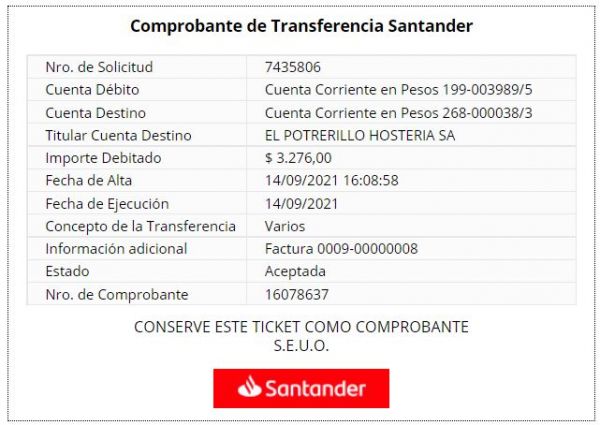 Comprobante de Transferencia Santander
Nro. de Solicitud 7435806
Cuenta Débito Cuenta Corriente en Pesos 199-003989/5
Cuenta Destino Cuenta Corriente en Pesos 268-000038/3
Titular Cuenta Destino EL POTRERILLO HOSTERIA SA
Importe Debitado $ 3.276,00
Fecha de Alta 14/09/2021 16:08:58
Fecha de Ejecución 14/09/2021
Concepto de la Transferencia Varios
Información adicional Factura 0009-00000008
Estado Aceptada
Nro. de Comprobante 16078637
CONSERVE ESTE TICKET COMO COMPROBANTE
S.E.U.O.
Santander